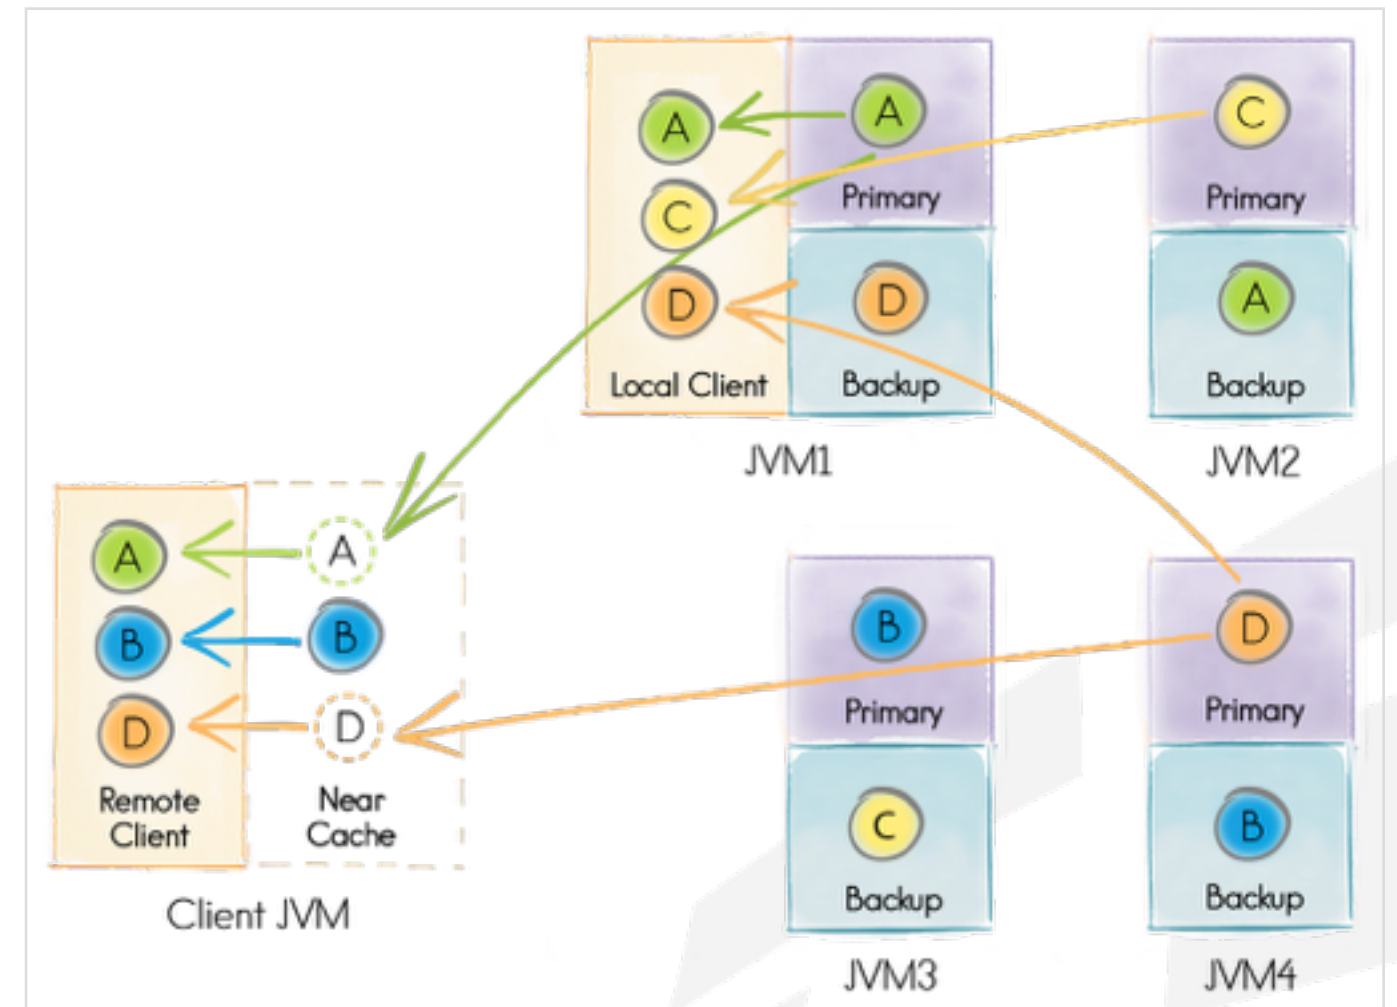 A
A
C
C
Primary
Primary
D
D
A
Local Client
Backup
Backup
JVM1
JVM2
A
A
B
B
D
D
Remote
Client
Near
Cache
Client JVM
B
D
Primary
Primary
C
B
Backup
Backup
JVM3
JVM4